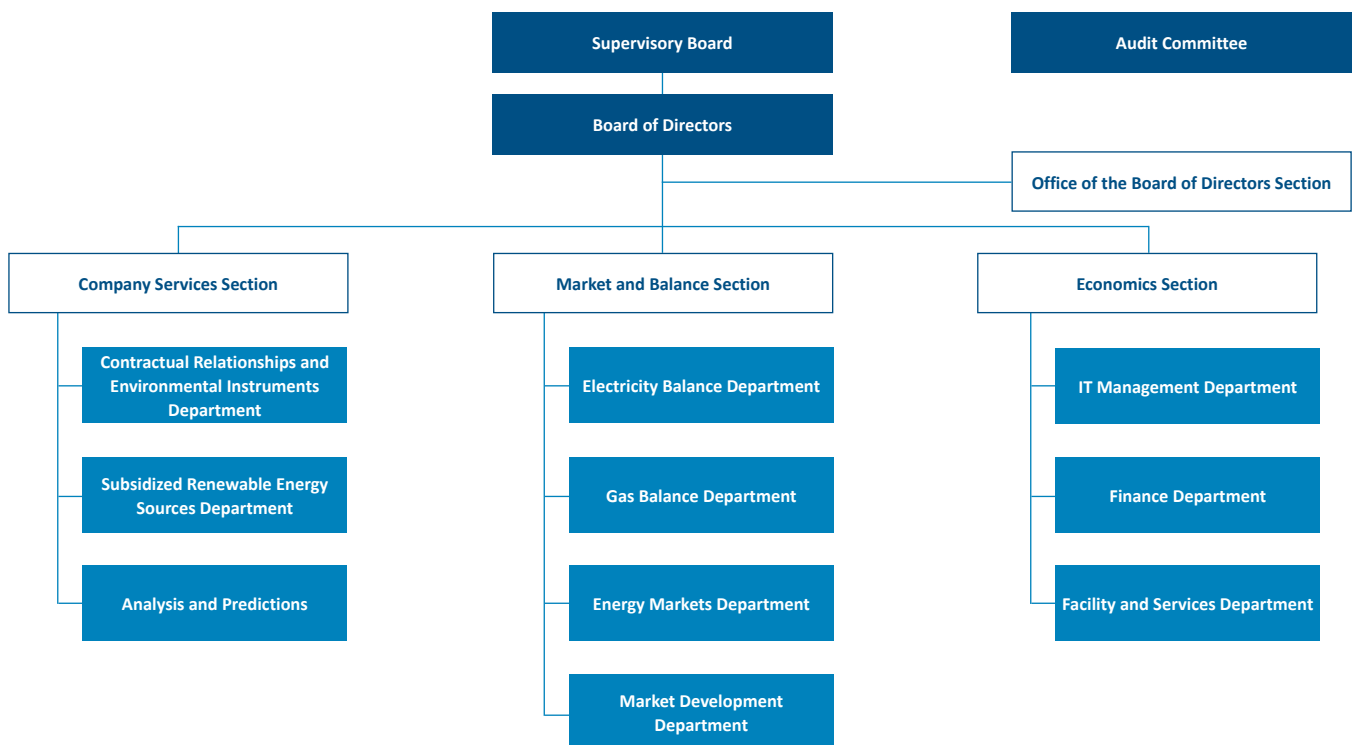 Supervisory Board
Audit Committee
Board of Directors
Office of the Board of Directors Section
Company Services Section
Market and Balance Section
Economics Section
Contractual Relationships and
Environmental Instruments
Department
Electricity Balance Department
IT Management Department
Subsidized Renewable Energy
Sources Department
Gas Balance Department
Finance Department
Analysis and Predictions
Energy Markets Department
Facility and Services Department
Market Development
Department